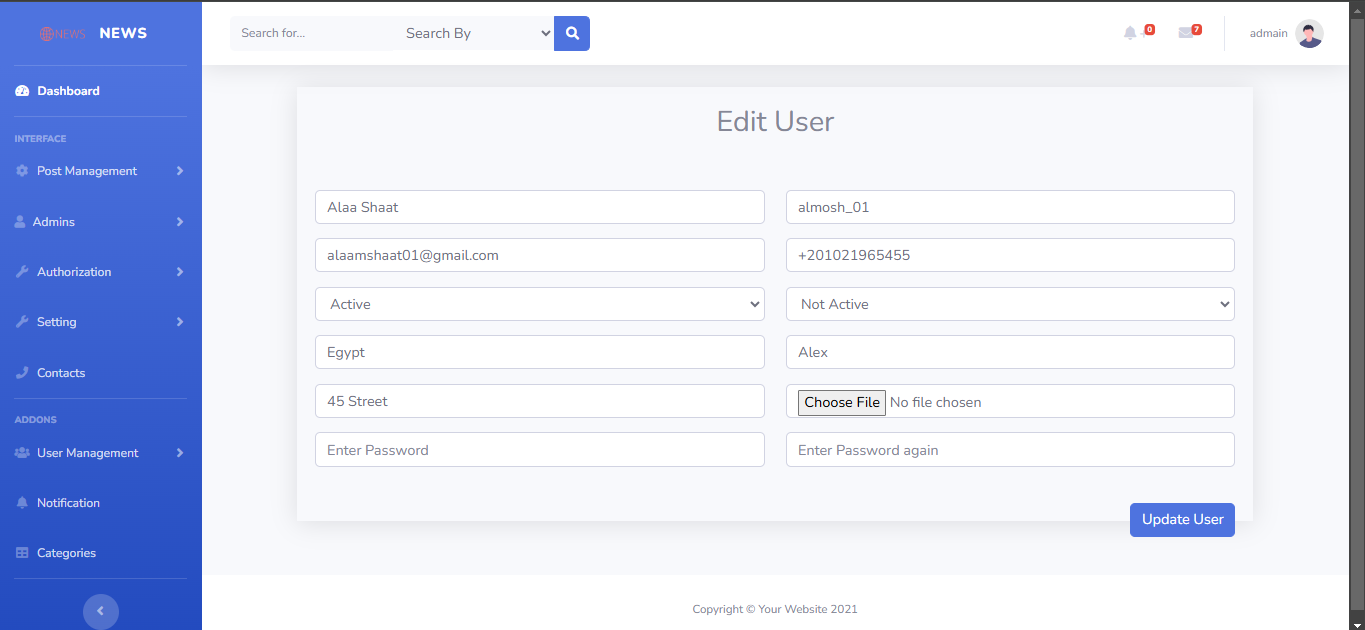 NEWS NEWS
Search for... Search By
0 7 admain
Dashboard
INTERFACE
Post Management
Admins
Authorization
Setting
Contacts
ADDONS
User Management
Notification
Categories
Edit User
Alaa Shaat almosh_01
alaamshaat01@gmail.com +201021965455
Active Not Active
Egypt Alex
45 Street Choose File No file chosen
Enter Password Enter Password again
Update User
Copyright © Your Website 2021